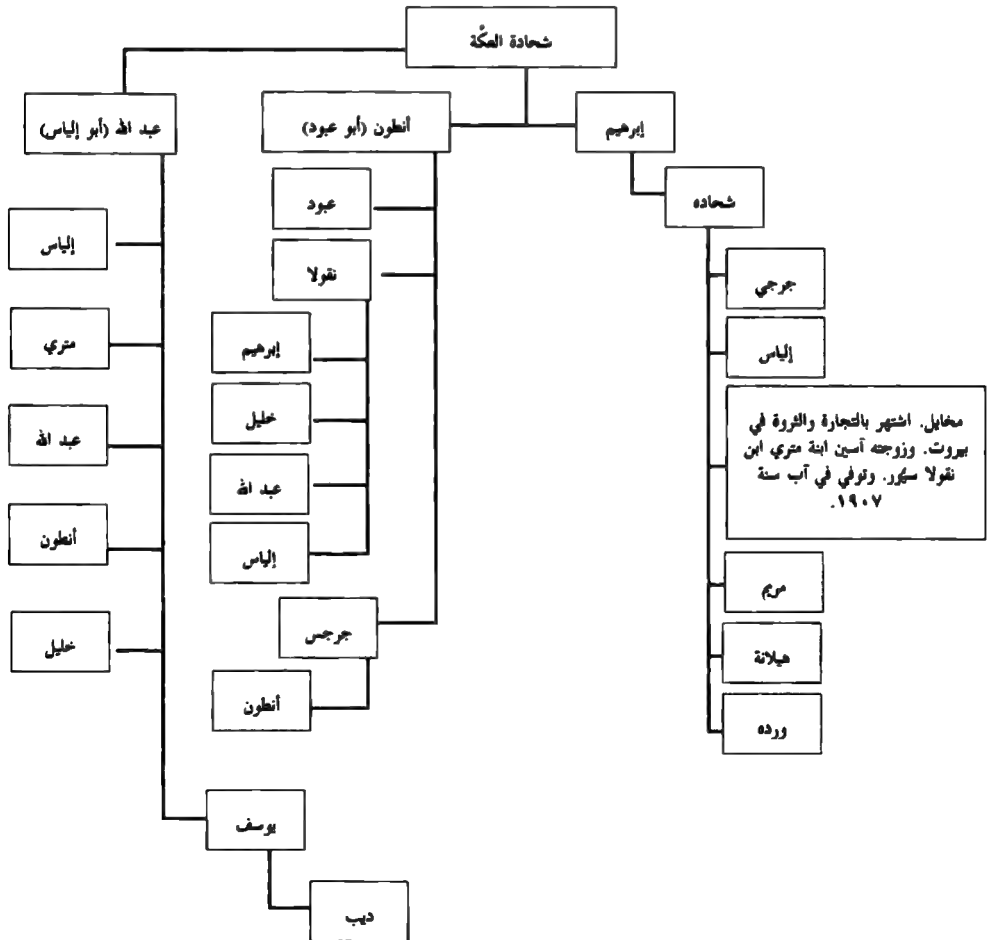 شحادة العكَّة
إبرهيم
أنطون (أبو عبود)
عبد الله (أبو إلياس)
شحاده
جرجي
إلياس
مخايل. اشتهر بالتجارة والثروة في
بيروت. وزوجته آسين ابنة متري ابن
نقولا سيُور. وتوفي في آب سنة
١٩٠٧.
مريم
هيلانة
ورده
عبود
نقولا
إبرهيم
خليل
عبد الله
إلياس
جرجس
أنطون
إلياس
متري
عبد الله
أنطون
خليل
يوسف
ديب